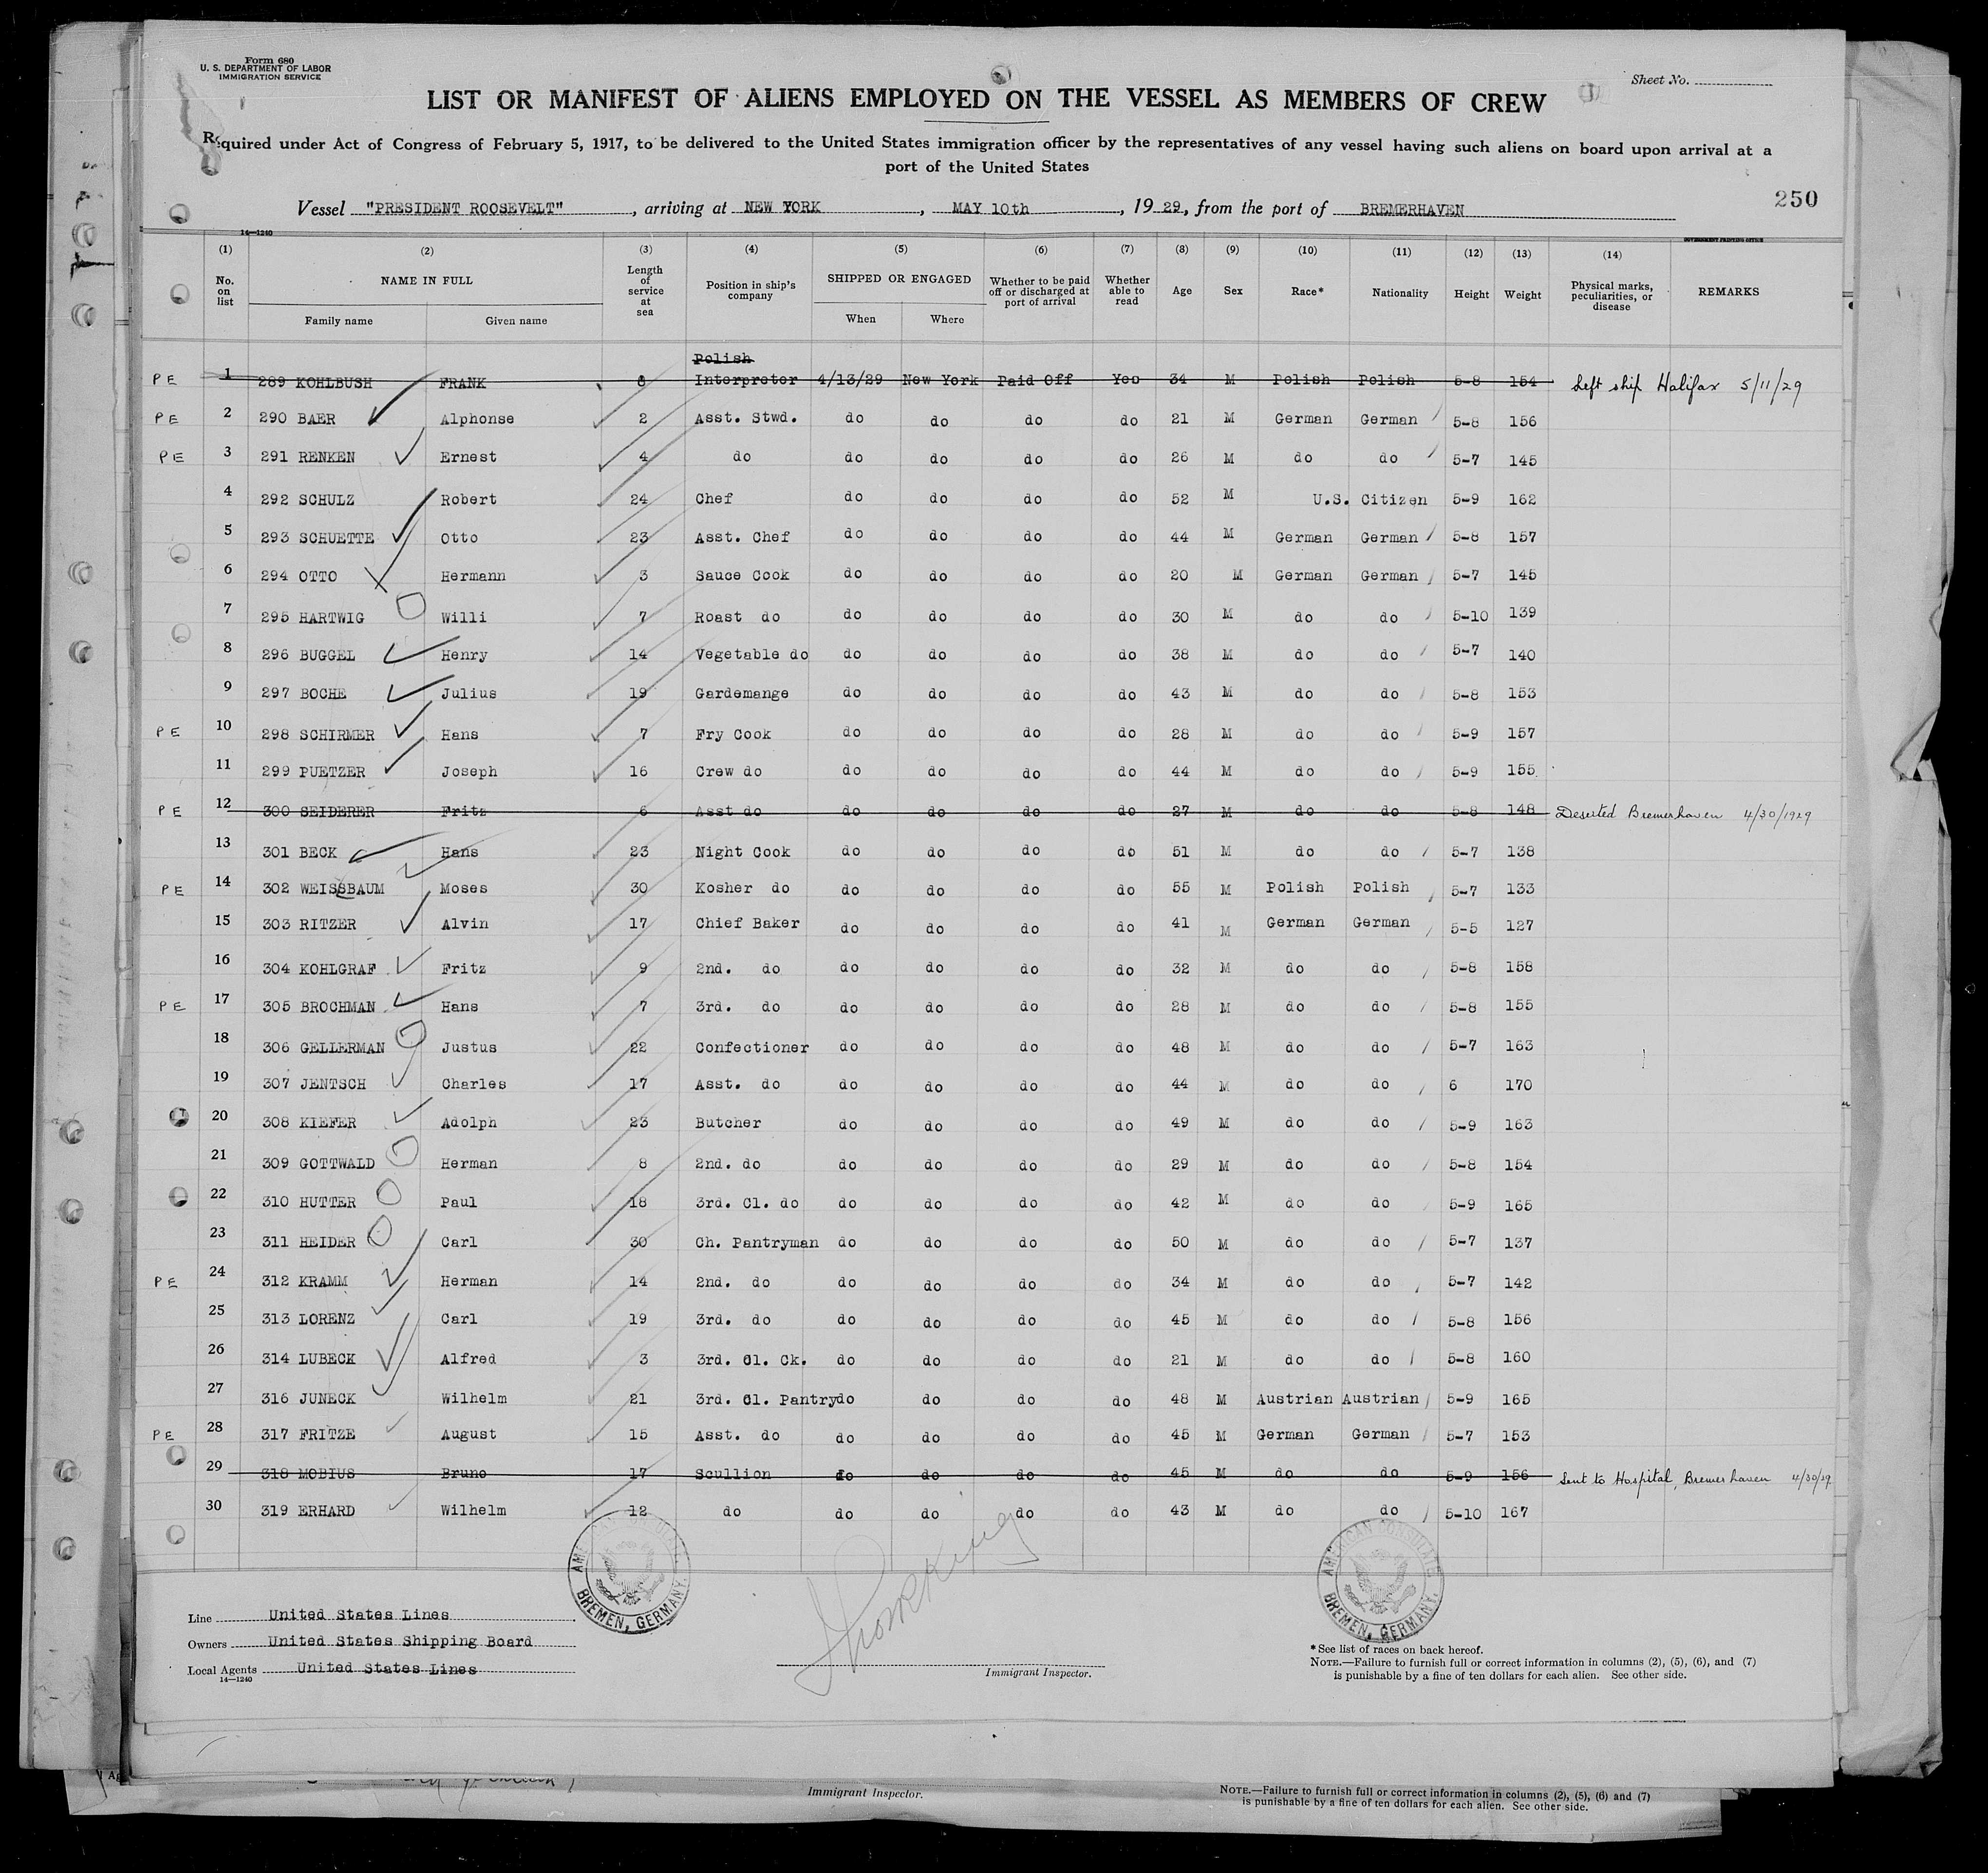 Form 680
U. S. DEPARTMENT OF LABOR
IMMIGRATION SERVICE
Sheet No.
LIST OR MANIFEST OF ALIENS EMPLOYED ON THE VESSEL AS MEMBERS OF CREW
Required under Act of Congress of February 5, 1917, to be delivered to the United States immigration officer by the representatives of any vessel having such aliens on board upon arrival at a
port of the United States
250
Vessel "PRESIDENT ROOSEVELT", arriving at NEW YORK, MAY 10th, 1929, from the port of BREMERHAVEN
14—1240 GOVERNMENT PRINTING OFFICE
(1) (2) (3) (4) (5) (6) (7) (8) (9) (10) (11) (12) (13) (14)
No. on list NAME IN FULL Family name Given name Length of service at sea Position in ship's company SHIPPED OR ENGAGED When Where Whether to be paid off or discharged at port of arrival Whether able to read Age Sex Race* Nationality Height Weight Physical marks, peculiarities, or disease REMARKS
Polish
PE 1 289 KOHLBUSH FRANK 8 Interpreter 4/13/29 New York Paid Off Yes 34 M Polish Polish 5-8 154 Left ship Halifax 5/11/29
PE 2 290 BAER Alphonse 2 Asst. Stwd. do do do do 21 M German German 5-8 156
PE 3 291 RENKEN Ernest 4 do do do do do 26 M do do 5-7 145
4 292 SCHULZ Robert 24 Chef do do do do 52 M U.S. Citizen 5-9 162
5 293 SCHUETTE Otto 23 Asst. Chef do do do do 44 M German German 5-8 157
6 294 OTTO Hermann 3 Sauce Cook do do do do 20 M German German 5-7 145
7 295 HARTWIG Willi 7 Roast do do do do do 30 M do do 5-10 139
8 296 BUGGEL Henry 14 Vegetable do do do do do 38 M do do 5-7 140
9 297 BOCHE Julius 19 Gardemange do do do do 43 M do do 5-8 153
PE 10 298 SCHIRMER Hans 7 Fry Cook do do do do 28 M do do 5-9 157
11 299 PUETZER Joseph 16 Crew do do do do do 44 M do do 5-9 155
PE 12 300 SEIDERER Fritz 6 Asst do do do do do 27 M do do 5-8 148 Deserted Bremerhaven 4/30/1929
13 301 BECK Hans 23 Night Cook do do do do 51 M do do 5-7 138
PE 14 302 WEISSBAUM Moses 30 Kosher do do do do do 55 M Polish Polish 5-7 133
15 303 RITZER Alvin 17 Chief Baker do do do do 41 M German German 5-5 127
16 304 KOHLGRAF Fritz 9 2nd. do do do do do 32 M do do 5-8 158
PE 17 305 BROCHMAN Hans 7 3rd. do do do do do 28 M do do 5-8 155
18 306 GELLERMAN Justus 22 Confectioner do do do do 48 M do do 5-7 163
19 307 JENTSCH Charles 17 Asst. do do do do do 44 M do do 6 170
20 308 KIEFER Adolph 23 Butcher do do do do 49 M do do 5-9 163
21 309 GOTTWALD Herman 8 2nd. do do do do do 29 M do do 5-8 154
22 310 HUTTER Paul 18 3rd. Cl. do do do do do 42 M do do 5-9 165
23 311 HEIDER Carl 30 Ch. Pantryman do do do do 50 M do do 5-7 137
PE 24 312 KRAMM Herman 14 2nd. do do do do do 34 M do do 5-7 142
25 313 LORENZ Carl 19 3rd. do do do do do 45 M do do 5-8 156
26 314 LUBECK Alfred 3 3rd. Cl. Ck. do do do do 21 M do do 5-8 160
27 316 JUNECK Wilhelm 21 3rd. Cl. Pantry do do do do 48 M Austrian Austrian 5-9 165
PE 28 317 FRITZE August 15 Asst. do do do do do 45 M German German 5-7 153
29 318 MOBIUS Bruno 17 Scullion do do do do 45 M do do 5-9 156 Sent to Hospital, Bremerhaven 4/30/29
30 319 ERHARD Wilhelm 12 do do do do do 43 M do do 5-10 167
AMERICAN CONSULATE. BREMEN, GERMANY.
AMERICAN CONSULATE. BREMEN, GERMANY.
Line United States Lines
Owners United States Shipping Board
Local Agents United States Lines
14—1240
Immigrant Inspector.
*See list of races on back hereof.
NOTE.—Failure to furnish full or correct information in columns (2), (5), (6), and (7)
is punishable by a fine of ten dollars for each alien. See other side.
Immigrant Inspector.
NOTE.—Failure to furnish full or correct information in columns (2), (5), (6) and (7)
is punishable by a fine of ten dollars for each alien. See other side.